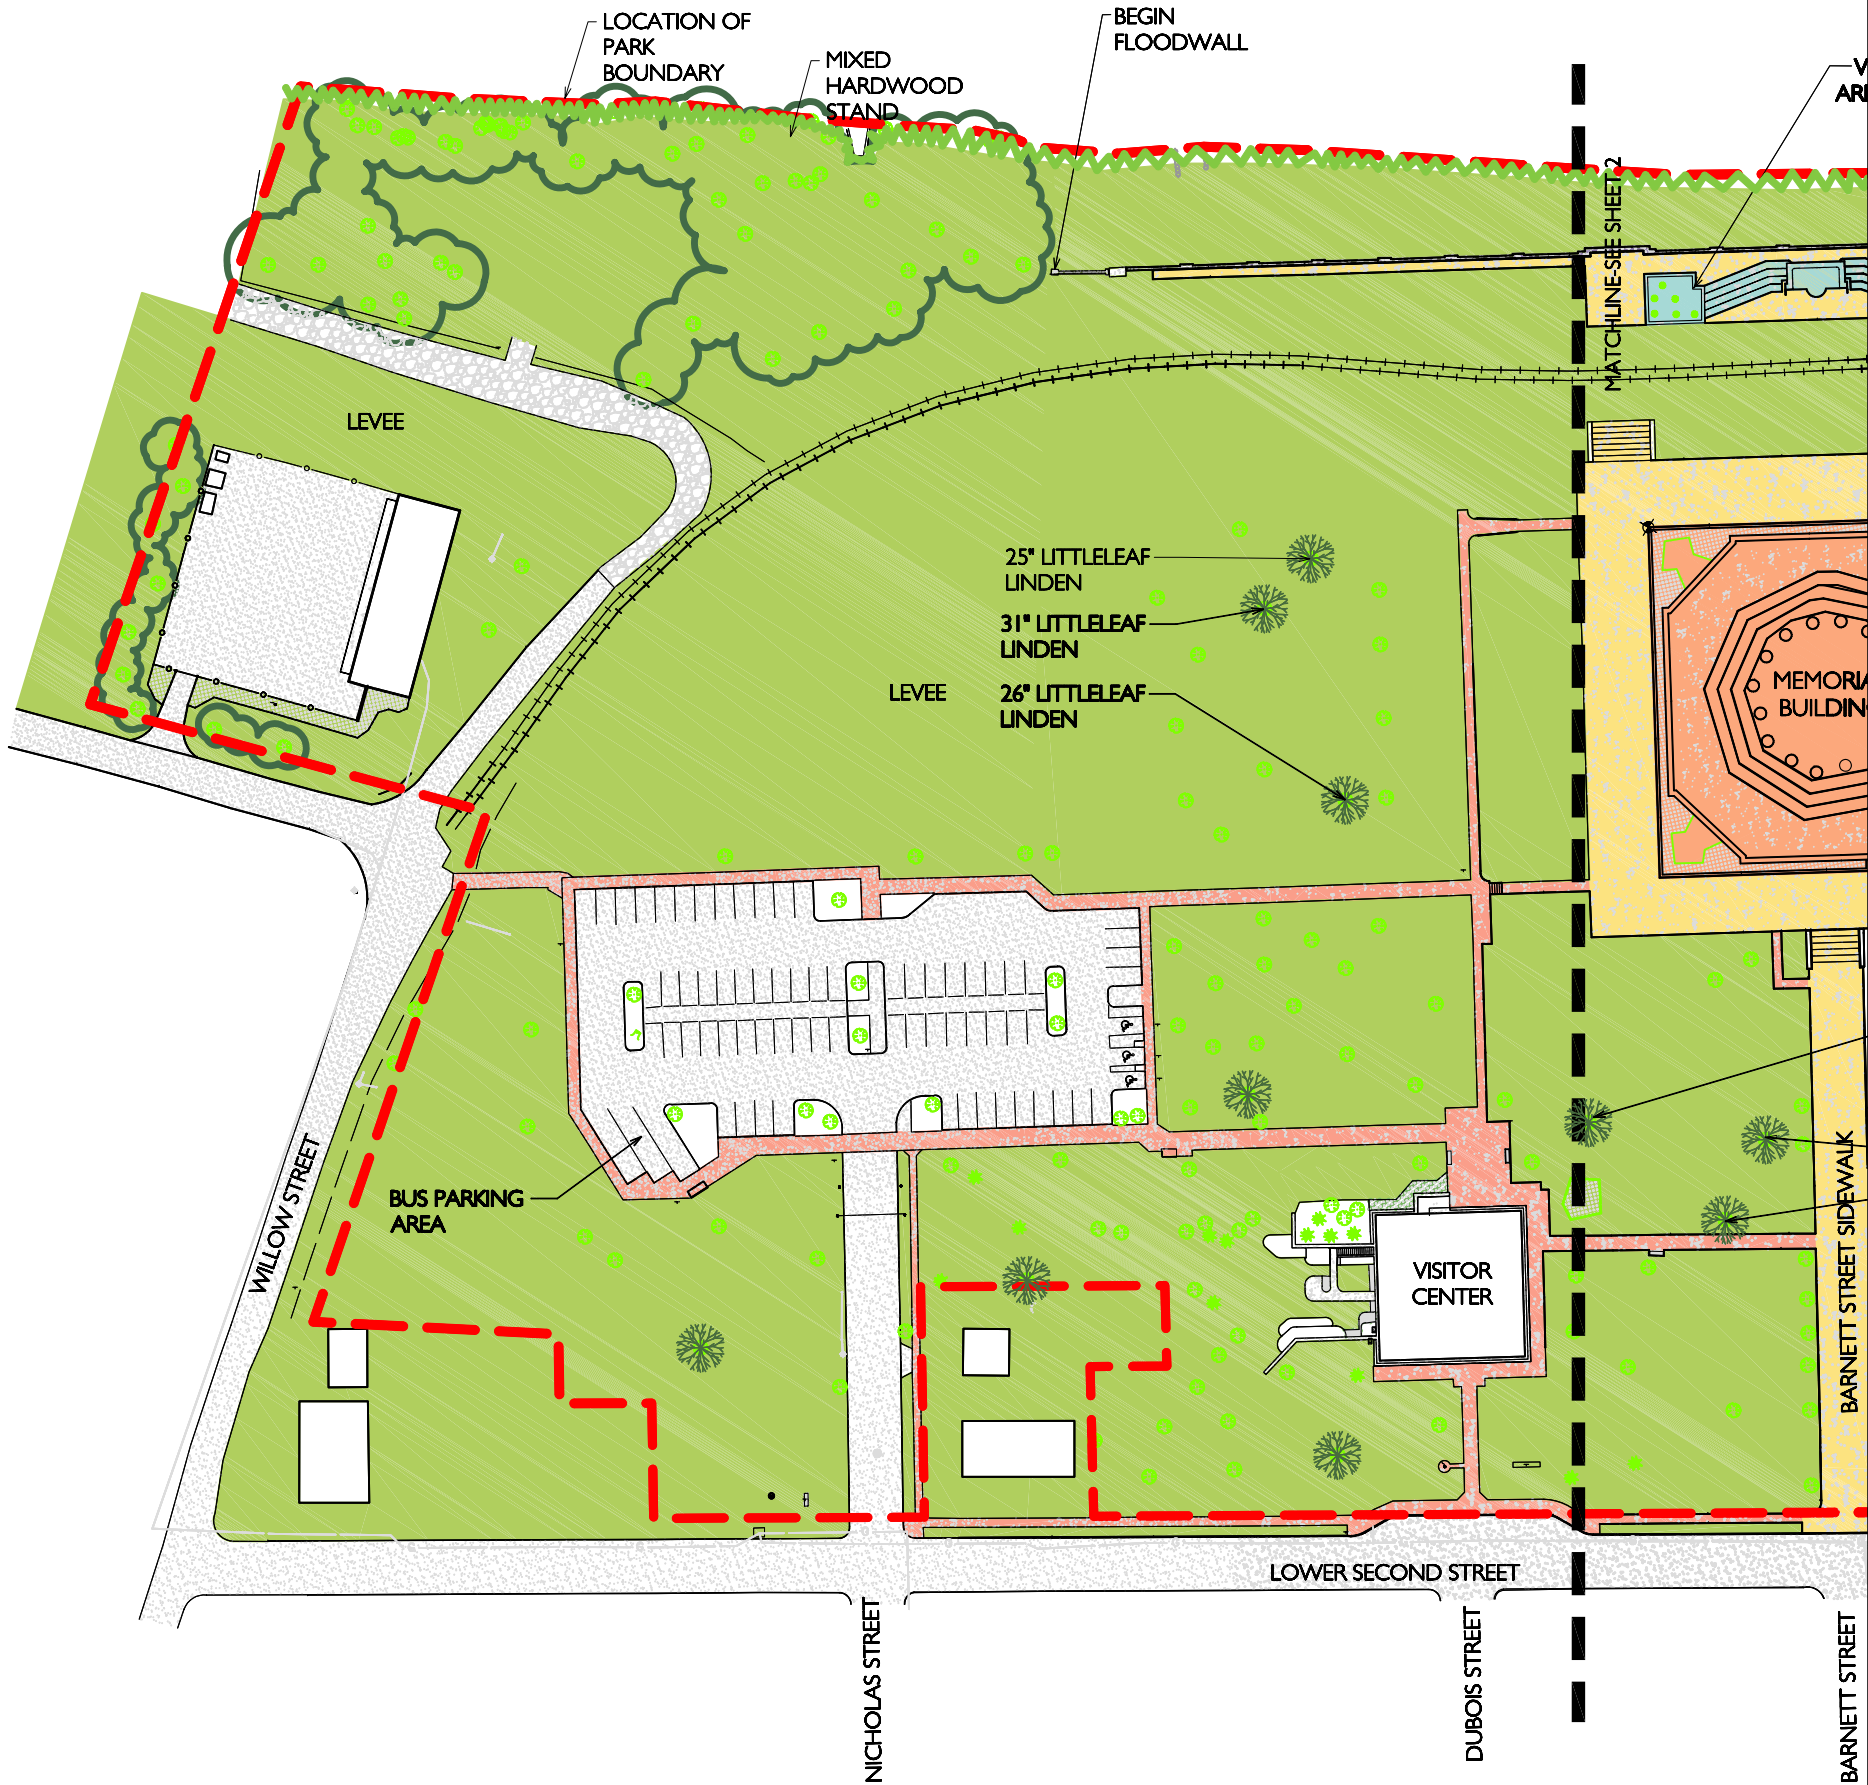 LOCATION OF
PARK
BOUNDARY
MIXED
HARDWOOD
STAND
BEGIN
FLOODWALL
MATCHLINE-SEE SHEET 2
LEVEE
25" LITTLELEAF
LINDEN
31" LITTLELEAF
LINDEN
LEVEE
26" LITTLELEAF
LINDEN
MEMORIA
BUILDIN
BUS PARKING
AREA
WILLOW STREET
VISITOR
CENTER
BARNETT STREET SIDEWALK
LOWER SECOND STREET
NICHOLAS STREET
DUBOIS STREET
BARNETT STREET